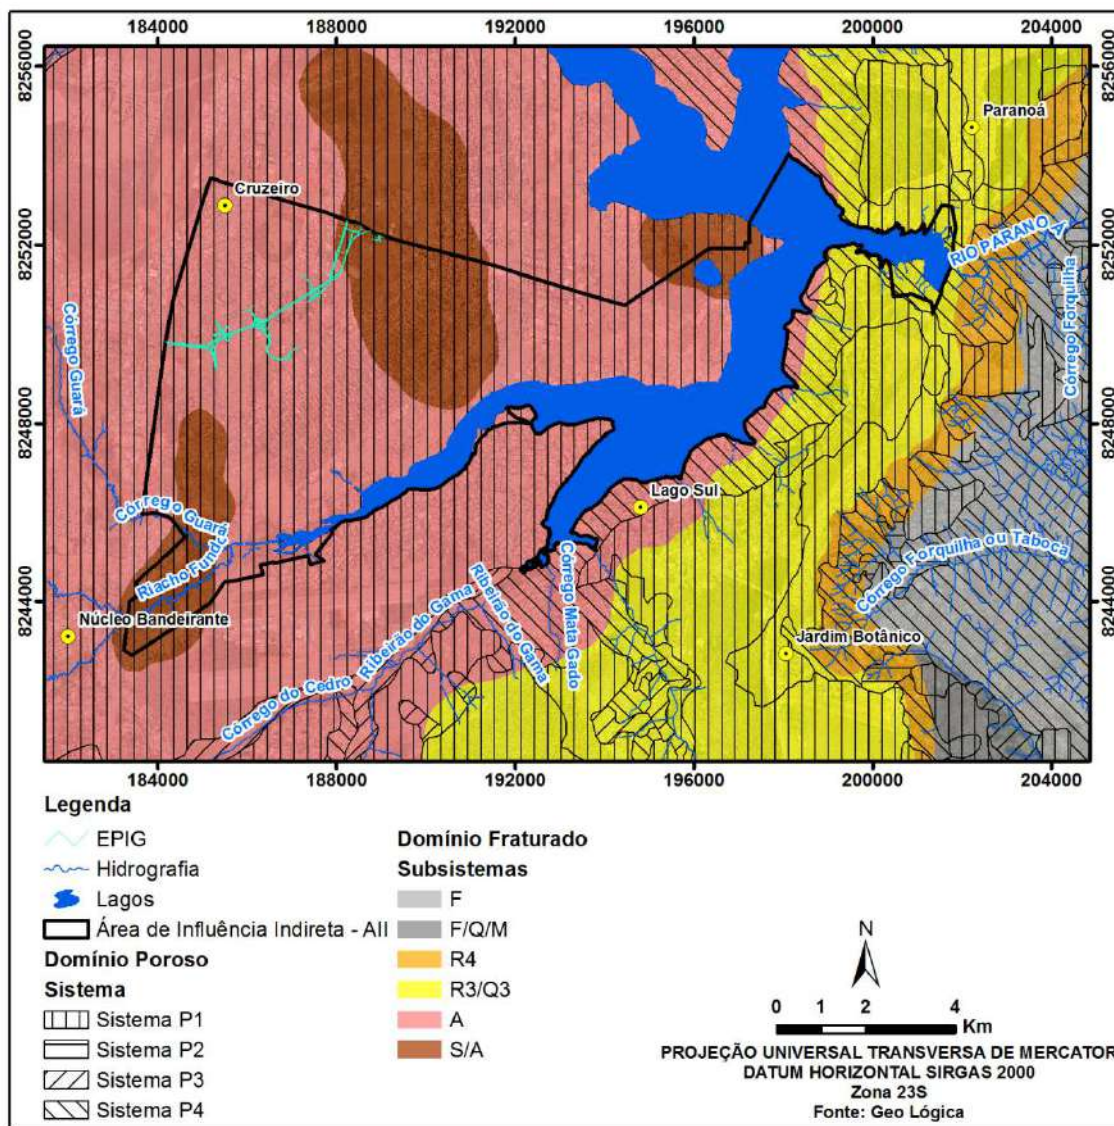 184000 188000 192000 196000 200000 204000
8256000
8256000
Paranoá
Cruzeiro
8252000
8252000
RIO PARANOÁ
Córrego Forquilha
Córrego Guará
8248000
8248000
Lago Sul
Córrego Guará
Riacho Fundo
Córrego Forquilha ou Taboca
8244000
8244000
Núcleo Bandeirante
Ribeirão do Gama
Ribeirão do Gama
Córrego Mata Gado
Jardim Botânico
Córrego do Cedro
184000 188000 192000 196000 200000 204000
Legenda
EPIG
Hidrografia
Lagos
Área de Influência Indireta - AII
Domínio Poroso
Sistema
Sistema P1
Sistema P2
Sistema P3
Sistema P4
Domínio Fraturado
Subsistemas
F
F/Q/M
R4
R3/Q3
A
S/A
N
0 1 2 4
Km
PROJEÇÃO UNIVERSAL TRANSVERSA DE MERCATOR
DATUM HORIZONTAL SIRGAS 2000
Zona 23S
Fonte: Geo Lógica